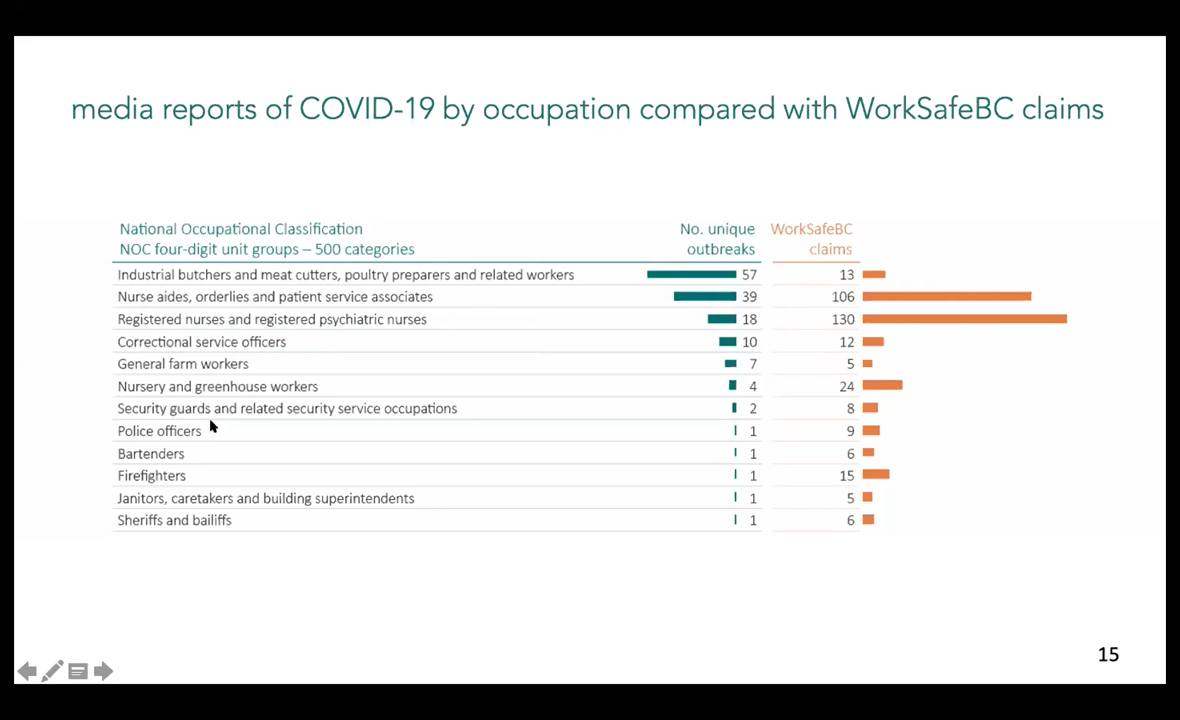 media reports of COVID-19 by occupation compared with WorkSafeBC claims
National Occupational Classification No. unique WorkSafeBC
NOC four-digit unit groups – 500 categories outbreaks claims
Industrial butchers and meat cutters, poultry preparers and related workers 57 13
Nurse aides, orderlies and patient service associates 39 106
Registered nurses and registered psychiatric nurses 18 130
Correctional service officers 10 12
General farm workers 7 5
Nursery and greenhouse workers 4 24
Security guards and related security service occupations 2 8
Police officers 1 9
Bartenders 1 6
Firefighters 1 15
Janitors, caretakers and building superintendents 1 5
Sheriffs and bailiffs 1 6
15